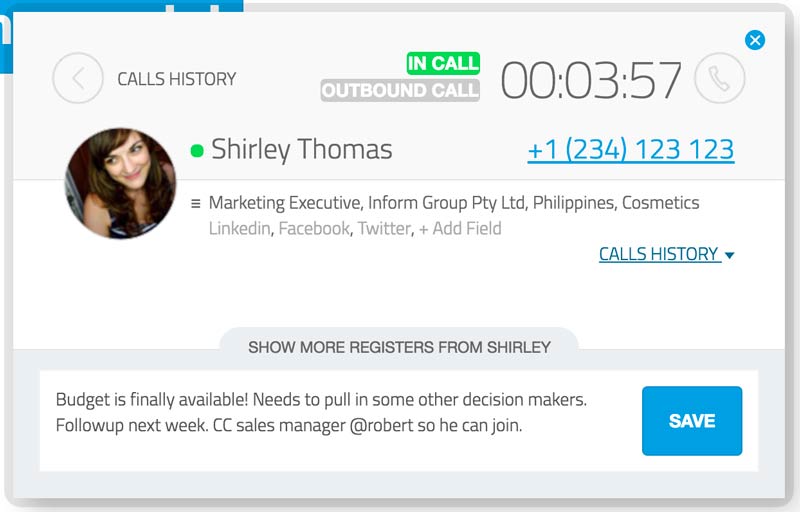 IN CALL
CALLS HISTORY
OUTBOUND CALL
00:03:57
Shirley Thomas
+1 (234) 123 123
Marketing Executive, Inform Group Pty Ltd, Philippines, Cosmetics
Linkedin, Facebook, Twitter, + Add Field
CALLS HISTORY
SHOW MORE REGISTERS FROM SHIRLEY
Budget is finally available! Needs to pull in some other decision makers.
Followup next week. CC sales manager @robert so he can join.
SAVE